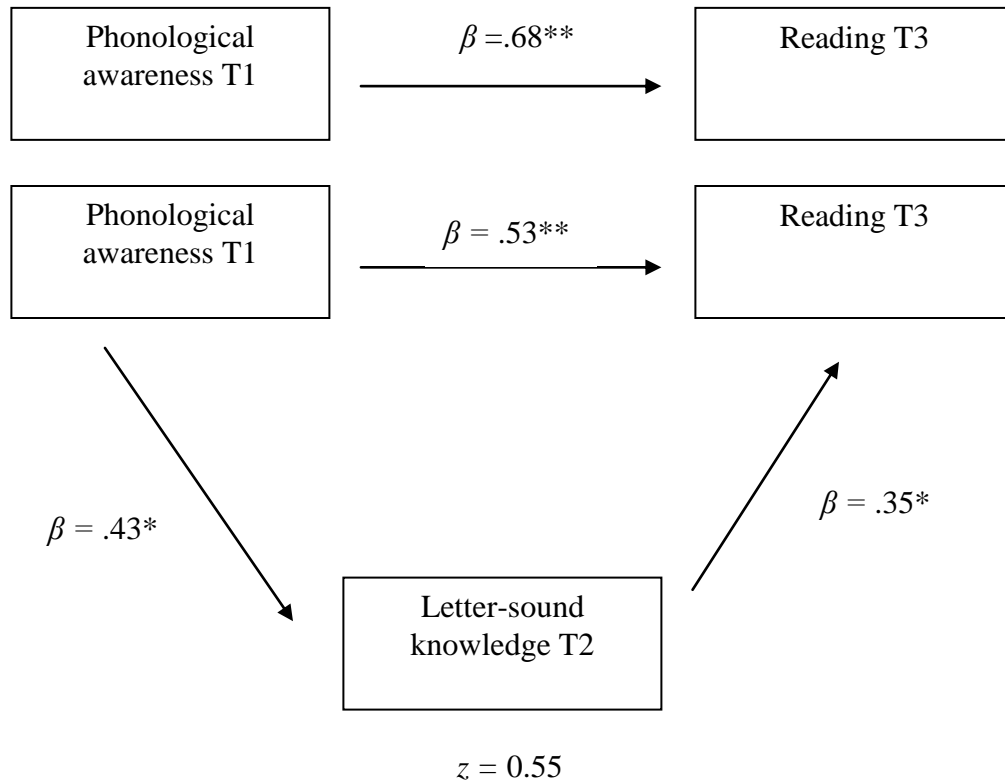 Phonological
awareness T1
β =.68**
Reading T3
Phonological
awareness T1
β = .53**
Reading T3
β = .43*
β = .35*
Letter-sound
knowledge T2
z = 0.55